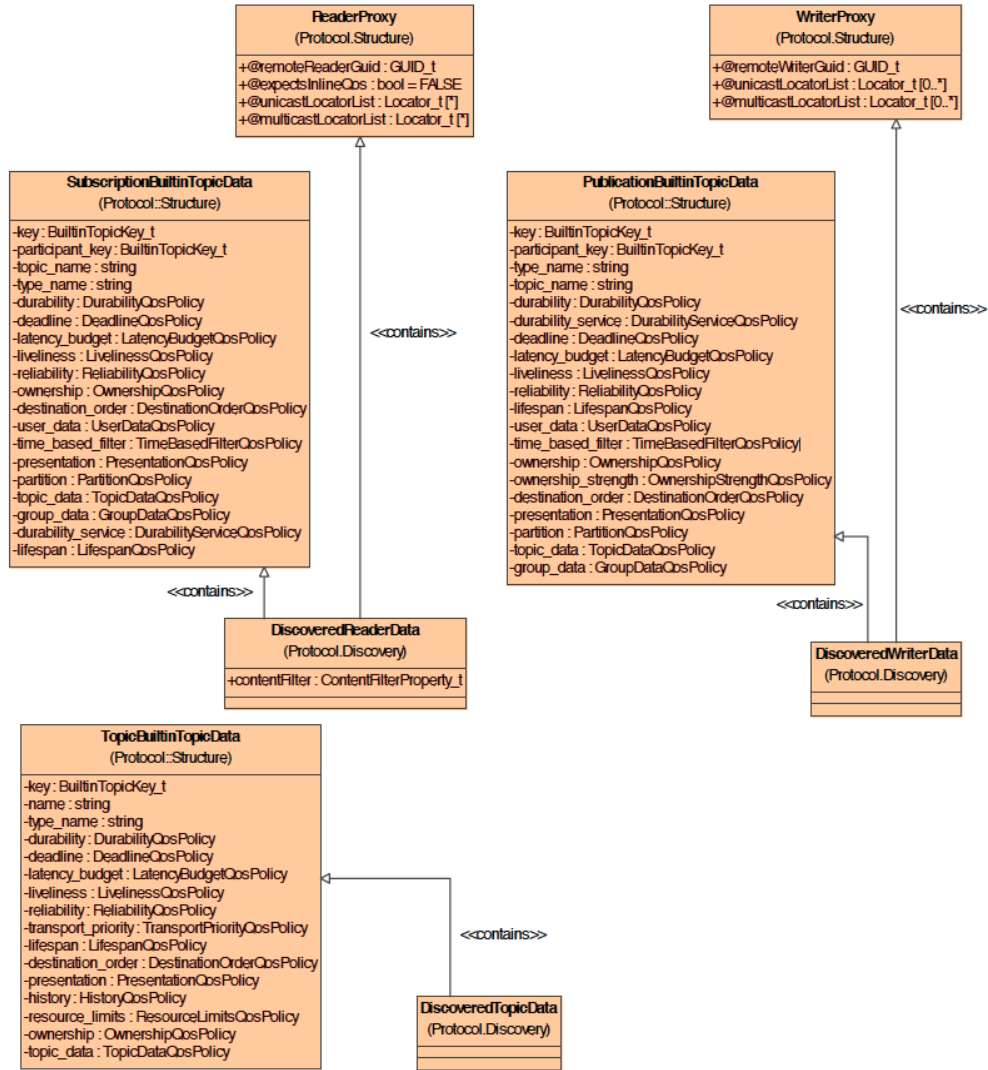 ReaderProxy
(Protocol.Structure)
+@remoteReaderGuid : GUID_t
+@expectsInlineQos : bool = FALSE
+@unicastLocatorList : Locator_t [*]
+@multicastLocatorList : Locator_t [*]
WriterProxy
(Protocol.Structure)
+@remoteWriterGuid : GUID_t
+@unicastLocatorList : Locator_t [0..*]
+@multicastLocatorList : Locator_t [0..*]
SubscriptionBuiltinTopicData
(Protocol::Structure)
-key : BuiltinTopicKey_t
-participant_key : BuiltinTopicKey_t
-topic_name : string
-type_name : string
-durability : DurabilityQosPolicy
-deadline : DeadlineQosPolicy
-latency_budget : LatencyBudgetQosPolicy
-liveliness : LivelinessQosPolicy
-reliability : ReliabilityQosPolicy
-ownership : OwnershipQosPolicy
-destination_order : DestinationOrderQosPolicy
-user_data : UserDataQosPolicy
-time_based_filter : TimeBasedFilterQosPolicy
-presentation : PresentationQosPolicy
-partition : PartitionQosPolicy
-topic_data : TopicDataQosPolicy
-group_data : GroupDataQosPolicy
-durability_service : DurabilityServiceQosPolicy
-lifespan : LifespanQosPolicy
<<contains>>
PublicationBuiltinTopicData
(Protocol::Structure)
-key : BuiltinTopicKey_t
-participant_key : BuiltinTopicKey_t
-type_name : string
-topic_name : string
-durability : DurabilityQosPolicy
-durability_service : DurabilityServiceQosPolicy
-deadline : DeadlineQosPolicy
-latency_budget : LatencyBudgetQosPolicy
-liveliness : LivelinessQosPolicy
-reliability : ReliabilityQosPolicy
-lifespan : LifespanQosPolicy
-user_data : UserDataQosPolicy
-time_based_filter : TimeBasedFilterQosPolicy
-ownership : OwnershipQosPolicy
-ownership_strength : OwnershipStrengthQosPolicy
-destination_order : DestinationOrderQosPolicy
-presentation : PresentationQosPolicy
-partition : PartitionQosPolicy
-topic_data : TopicDataQosPolicy
-group_data : GroupDataQosPolicy
<<contains>>
<<contains>>
<<contains>>
DiscoveredReaderData
(Protocol.Discovery)
+contentFilter : ContentFilterProperty_t
DiscoveredWriterData
(Protocol.Discovery)
TopicBuiltinTopicData
(Protocol::Structure)
-key : BuiltinTopicKey_t
-name : string
-type_name : string
-durability : DurabilityQosPolicy
-deadline : DeadlineQosPolicy
-latency_budget : LatencyBudgetQosPolicy
-liveliness : LivelinessQosPolicy
-reliability : ReliabilityQosPolicy
-transport_priority : TransportPriorityQosPolicy
-lifespan : LifespanQosPolicy
-destination_order : DestinationOrderQosPolicy
-presentation : PresentationQosPolicy
-history : HistoryQosPolicy
-resource_limits : ResourceLimitsQosPolicy
-ownership : OwnershipQosPolicy
-topic_data : TopicDataQosPolicy
<<contains>>
DiscoveredTopicData
(Protocol.Discovery)